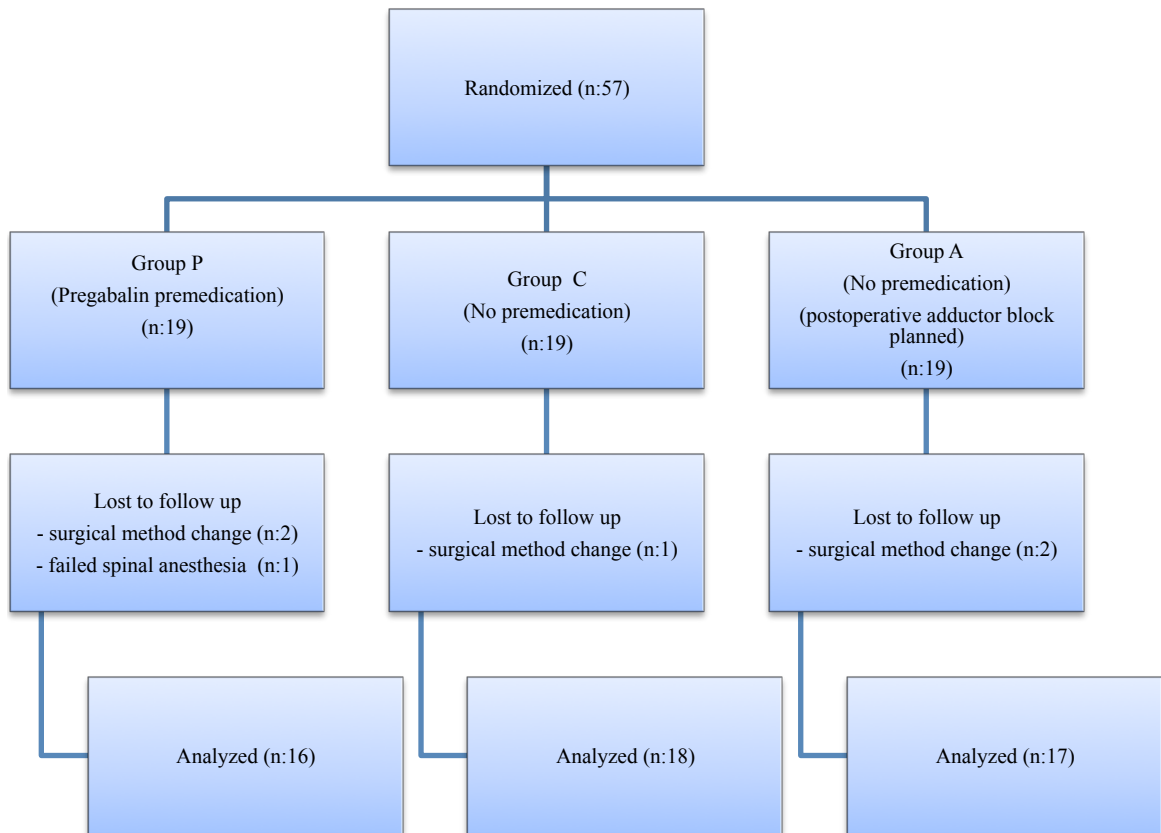 Randomized (n:57)
Group P
(Pregabalin premedication)
(n:19)
Group C
(No premedication)
(n:19)
Group A
(No premedication)
(postoperative adductor block
planned)
(n:19)
Lost to follow up
- surgical method change (n:2)
- failed spinal anesthesia (n:1)
Lost to follow up
- surgical method change (n:1)
Lost to follow up
- surgical method change (n:2)
Analyzed (n:16)
Analyzed (n:18)
Analyzed (n:17)